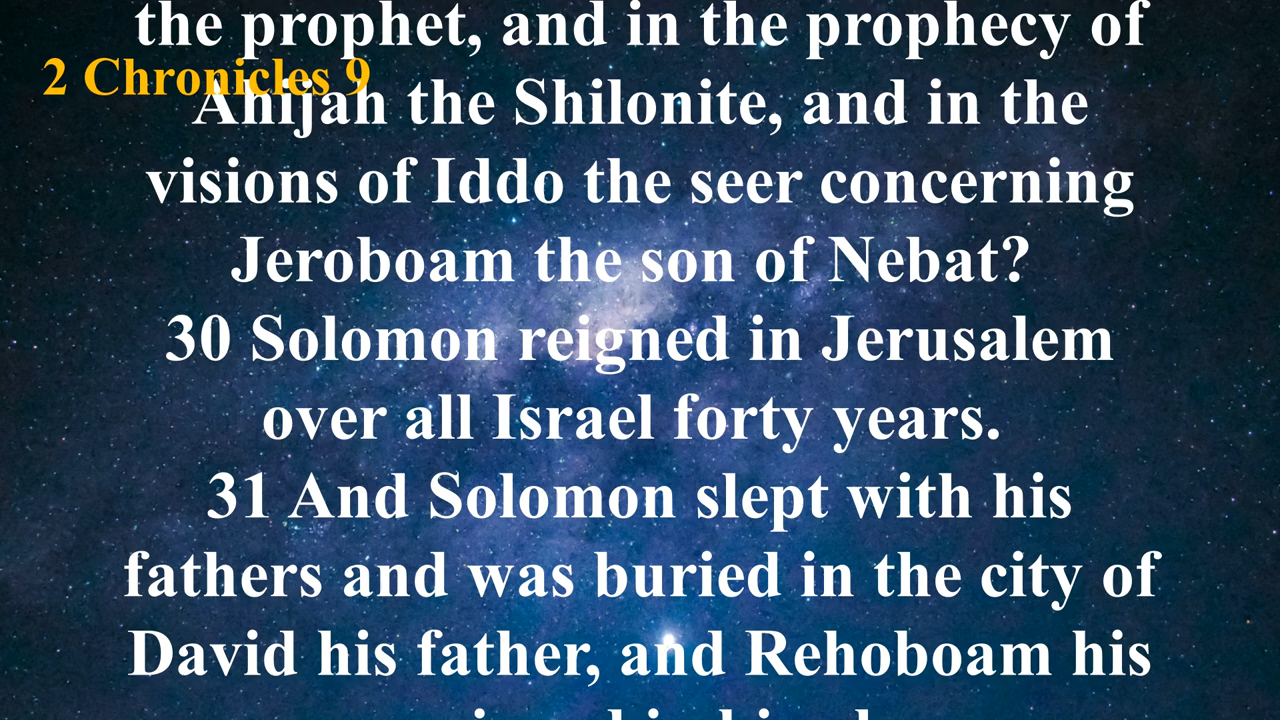 the prophet, and in the prophecy of
2 Chronicles 9
Ahijah the Shilonite, and in the
visions of Iddo the seer concerning
Jeroboam the son of Nebat?
30 Solomon reigned in Jerusalem
over all Israel forty years.
31 And Solomon slept with his
fathers and was buried in the city of
David his father, and Rehoboam his